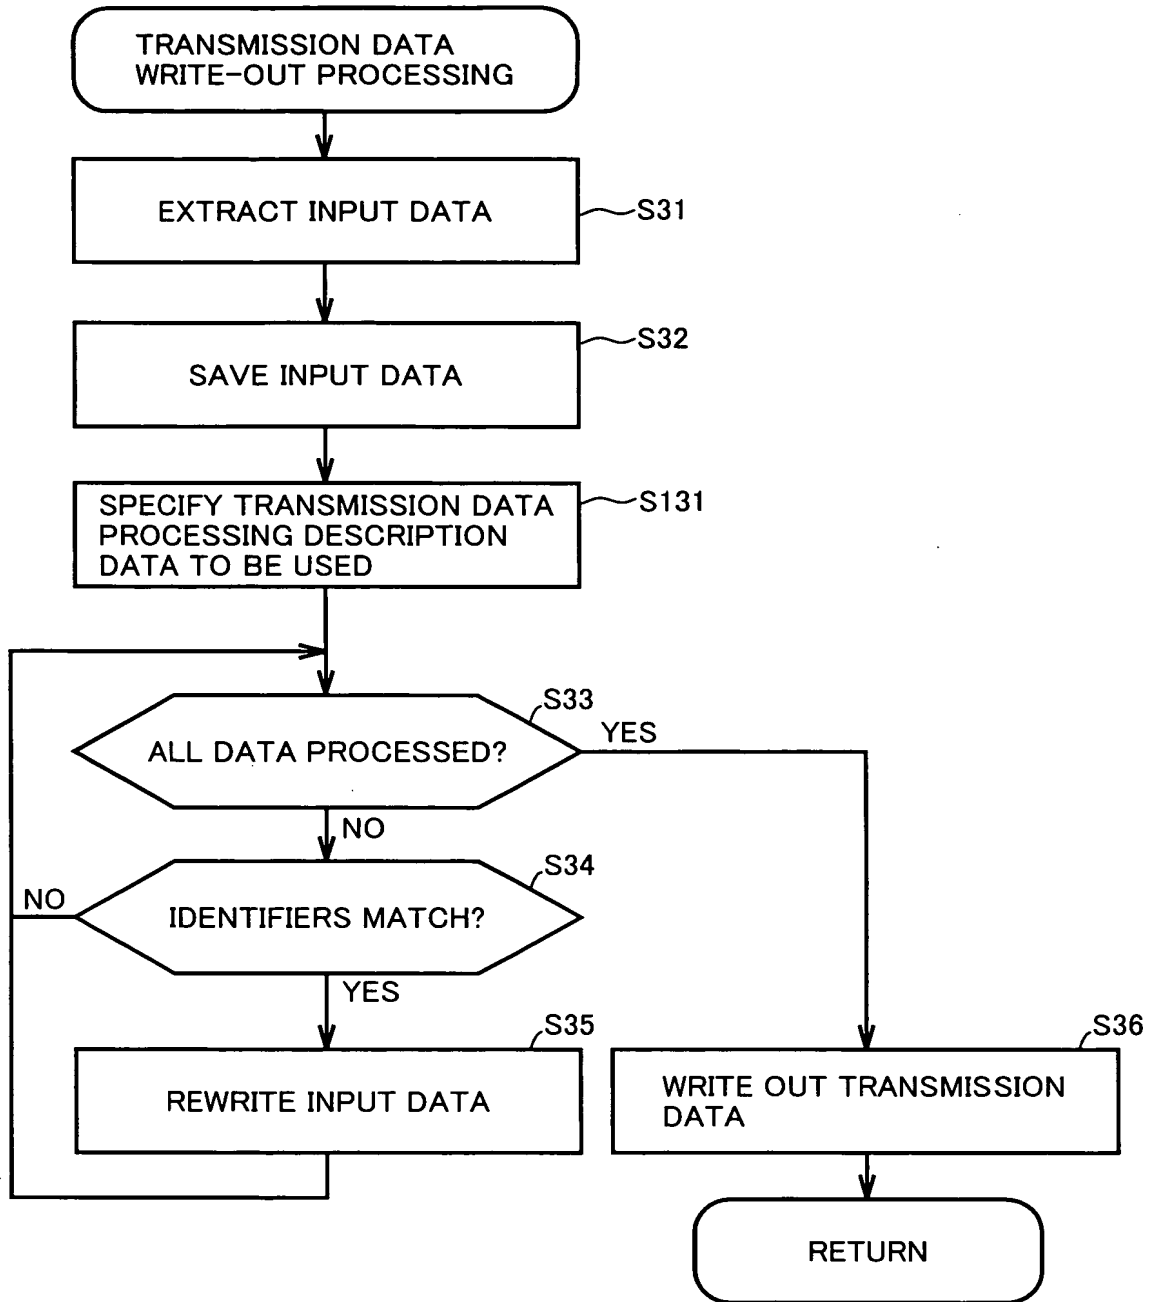 TRANSMISSION DATA
WRITE-OUT PROCESSING
EXTRACT INPUT DATA
S31
SAVE INPUT DATA
S32
SPECIFY TRANSMISSION DATA
PROCESSING DESCRIPTION
DATA TO BE USED
S131
ALL DATA PROCESSED?
S33
YES
NO
IDENTIFIERS MATCH?
S34
NO
YES
REWRITE INPUT DATA
S35
WRITE OUT TRANSMISSION
DATA
S36
RETURN